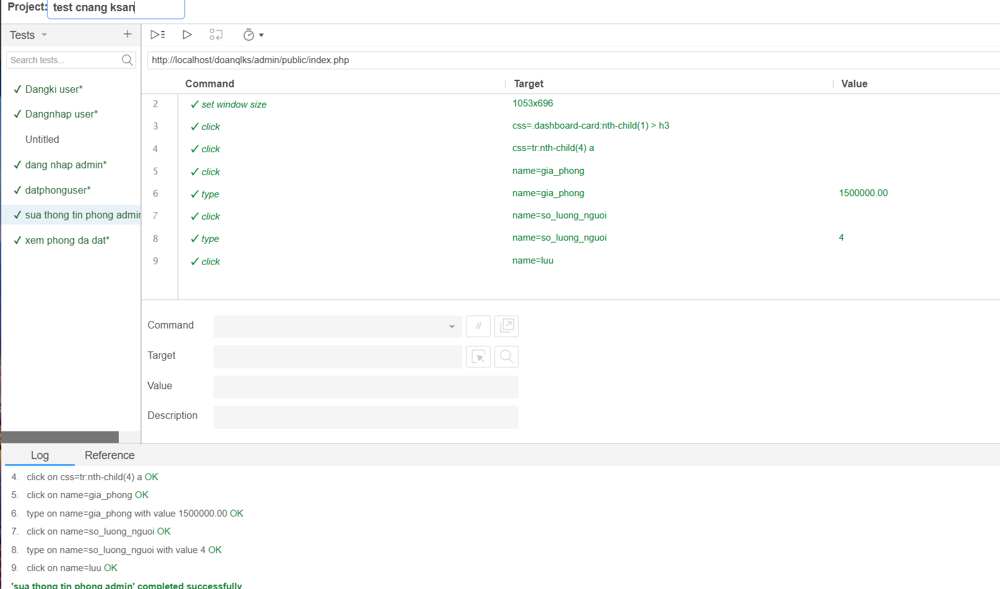 Project: test cnang ksan
Tests
Search tests...
✓ Dangki user*
✓ Dangnhap user*
Untitled
✓ dang nhap admin*
✓ datphonguser*
✓ sua thong tin phong admin
✓ xem phong da dat*
http://localhost/doanqlks/admin/public/index.php
Command Target Value
2 ✓ set window size 1053x696
3 ✓ click css=.dashboard-card:nth-child(1) > h3
4 ✓ click css=tr:nth-child(4) a
5 ✓ click name=gia_phong
6 ✓ type name=gia_phong 1500000.00
7 ✓ click name=so_luong_nguoi
8 ✓ type name=so_luong_nguoi 4
9 ✓ click name=luu
Command //
Target
Value
Description
Log Reference
4. click on css=tr:nth-child(4) a OK
5. click on name=gia_phong OK
6. type on name=gia_phong with value 1500000.00 OK
7. click on name=so_luong_nguoi OK
8. type on name=so_luong_nguoi with value 4 OK
9. click on name=luu OK
'sua thong tin phong admin' completed successfully